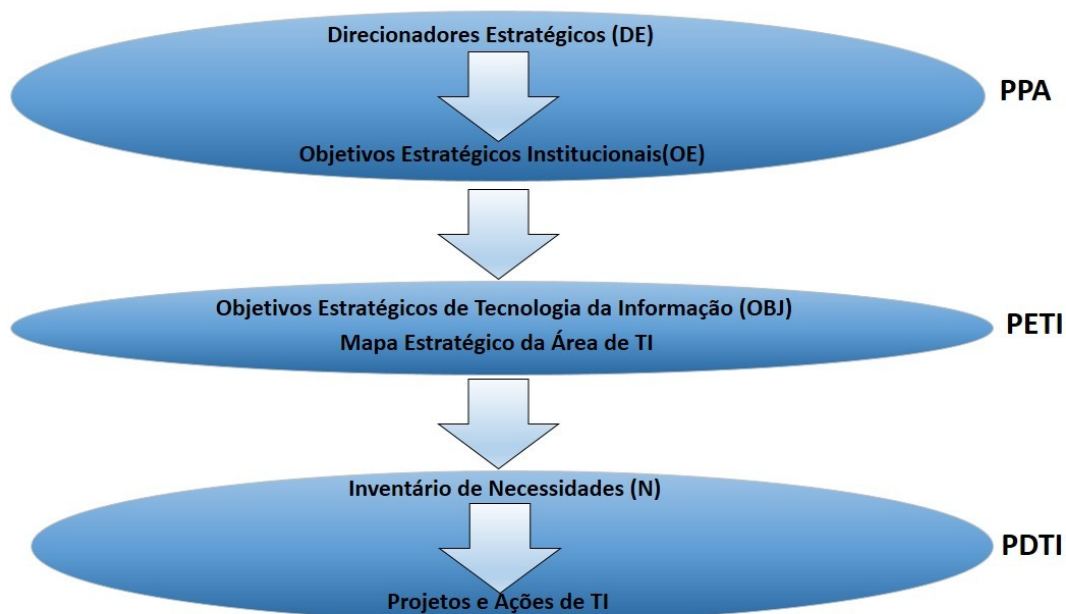 Direcionadores Estratégicos (DE)
PPA
Objetivos Estratégicos Institucionais(OE)
Objetivos Estratégicos de Tecnologia da Informação (OBJ)
PETI
Mapa Estratégico da Área de TI
Inventário de Necessidades (N)
PDTI
Projetos e Ações de TI